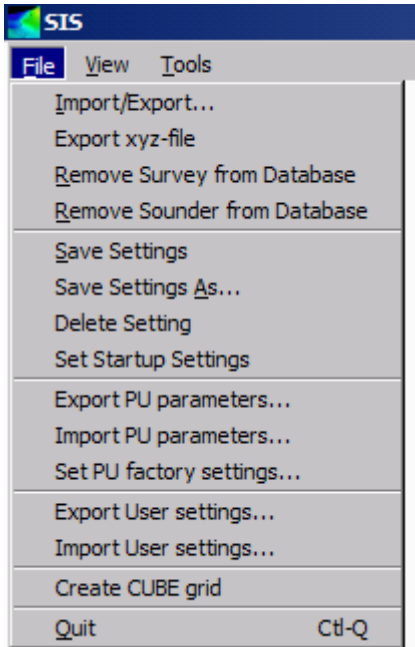 SIS
File View Tools
Import/Export...
Export xyz-file
Remove Survey from Database
Remove Sounder from Database
Save Settings
Save Settings As...
Delete Setting
Set Startup Settings
Export PU parameters...
Import PU parameters...
Set PU factory settings...
Export User settings...
Import User settings...
Create CUBE grid
Quit Ctl-Q